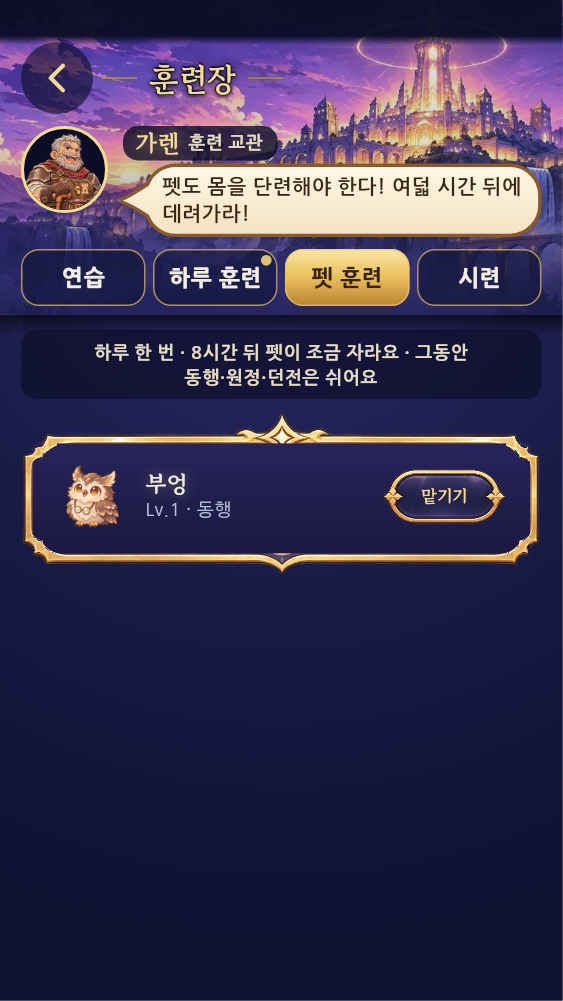 훈련장
가렌 훈련 교관
펫도 몸을 단련해야 한다! 여덟 시간 뒤에
데려가라!
연습
하루 훈련
펫 훈련
시련
하루 한 번 · 8시간 뒤 펫이 조금 자라요 · 그동안
동행·원정·던전은 쉬어요
부엉
Lv.1 · 동행
맡기기